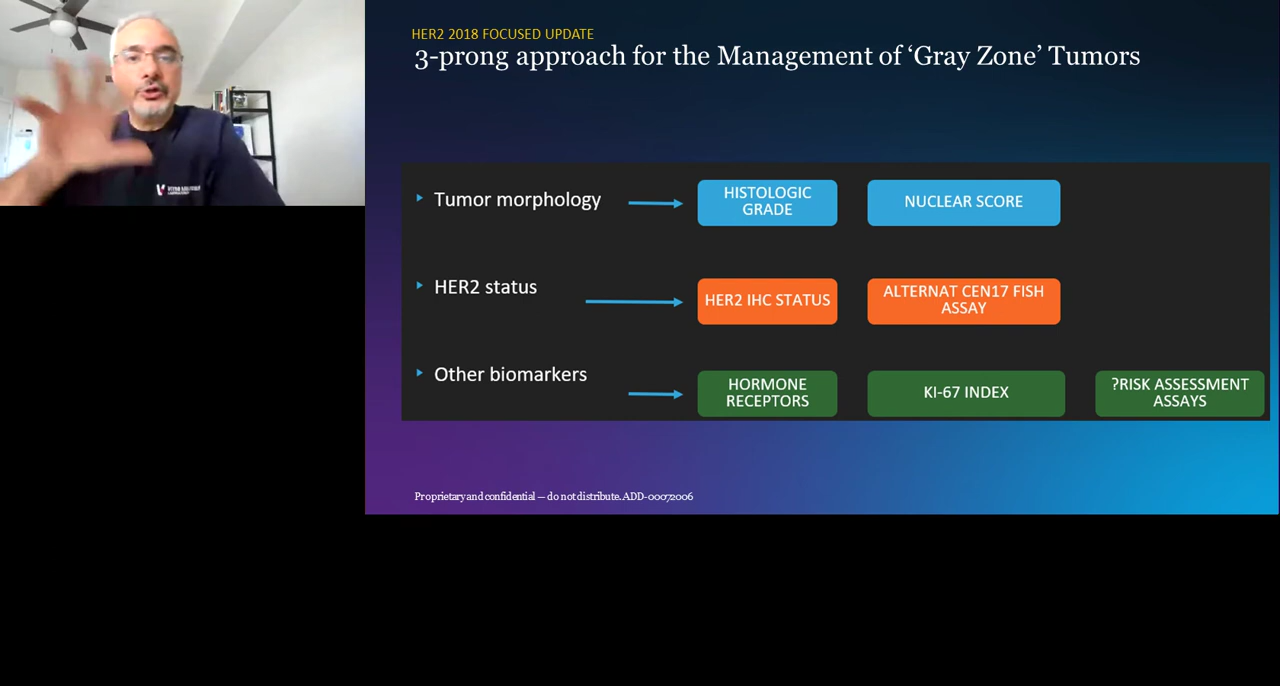 HER2 2018 FOCUSED UPDATE
3-prong approach for the Management of ‘Gray Zone’ Tumors
Tumor morphology
HISTOLOGIC
GRADE
NUCLEAR SCORE
HER2 status
HER2 IHC STATUS
ALTERNAT CEN17 FISH
ASSAY
Other biomarkers
HORMONE
RECEPTORS
KI-67 INDEX
?RISK ASSESSMENT
ASSAYS
Proprietary and confidential — do not distribute. ADD-00072006